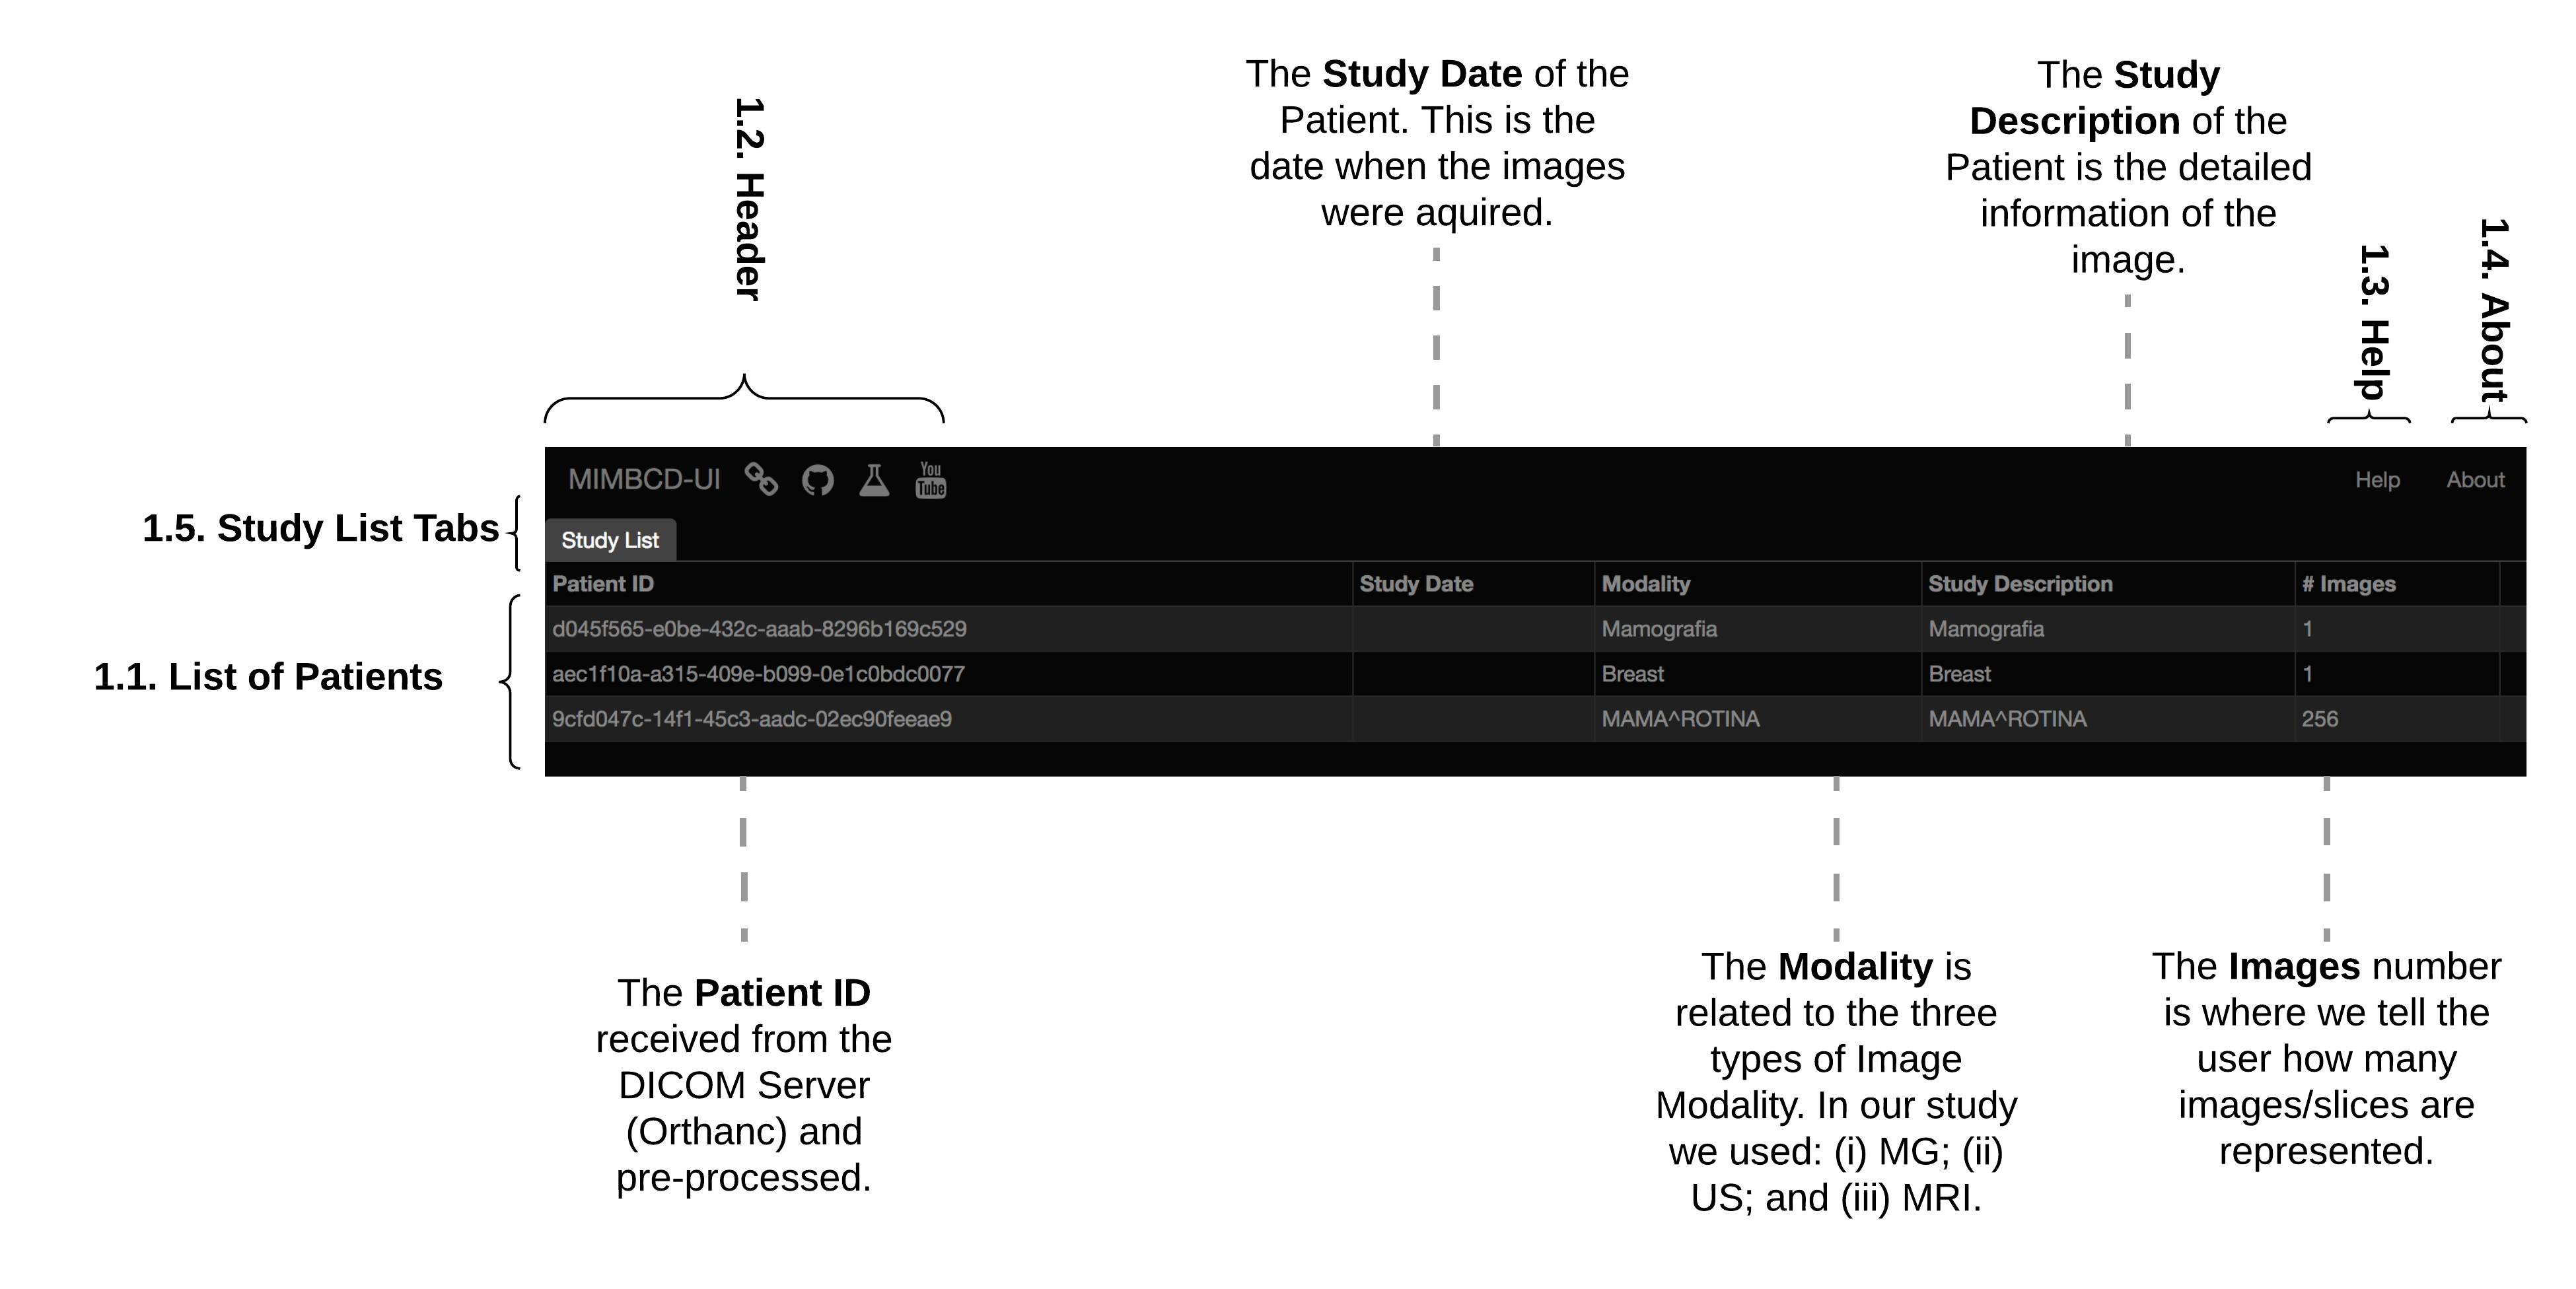 The Study Date of the
Patient. This is the
date when the images
were aquired.
The Study
Description of the
Patient is the detailed
information of the
image.
1.2. Header
1.3. Help
1.4. About
MIMBCD-UI
You
Tube
Help
About
1.5. Study List Tabs
Study List
Patient ID Study Date Modality Study Description # Images
d045f565-e0be-432c-aaab-8296b169c529 Mamografia Mamografia 1
1.1. List of Patients
aec1f10a-a315-409e-b099-0e1c0bdc0077 Breast Breast 1
9cfd047c-14f1-45c3-aadc-02ec90feeae9 MAMA^ROTINA MAMA^ROTINA 256
The Patient ID
received from the
DICOM Server
(Orthanc) and
pre-processed.
The Modality is
related to the three
types of Image
Modality. In our study
we used: (i) MG; (ii)
US; and (iii) MRI.
The Images number
is where we tell the
user how many
images/slices are
represented.